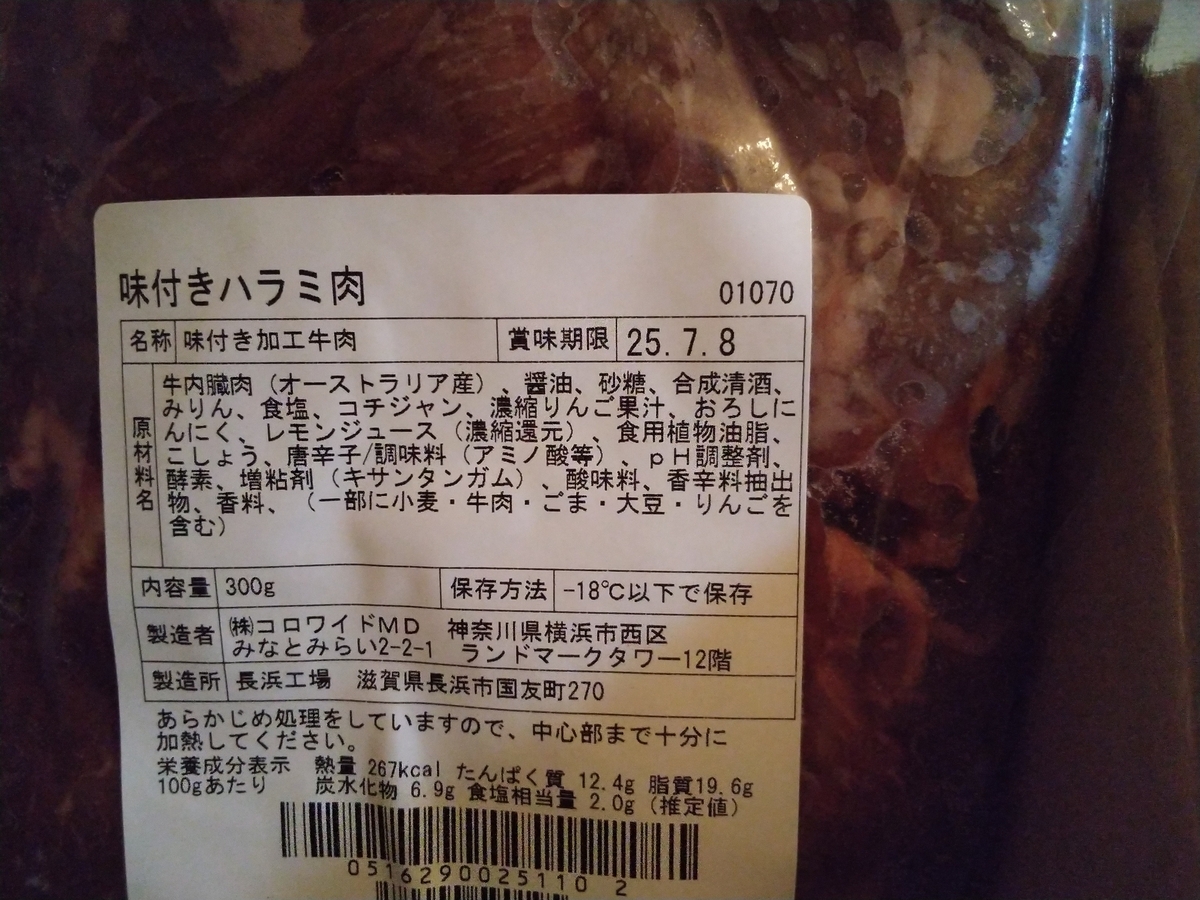 味付きハラミ肉 01070
名称 味付き加工牛肉 賞味期限 25.7.8
原材料名
牛内臓肉（オーストラリア産）、醤油、砂糖、合成清酒、
みりん、食塩、コチジャン、濃縮りんご果汁、おろしに
んにく、レモンジュース（濃縮還元）、食用植物油脂、
こしょう、唐辛子/調味料（アミノ酸等）、ｐＨ調整剤、
酵素、増粘剤（キサンタンガム）、酸味料、香辛料抽出
物、香料、（一部に小麦・牛肉・ごま・大豆・りんごを
含む）
内容量 300g 保存方法 -18℃以下で保存
製造者 ㈱コロワイドＭＤ 神奈川県横浜市西区
みなとみらい2-2-1 ランドマークタワー12階
製造所 長浜工場 滋賀県長浜市国友町270
あらかじめ処理をしていますので、中心部まで十分に
加熱してください。
栄養成分表示 熱量 267kcal たんぱく質 12.4g 脂質19.6g
100gあたり 炭水化物 6.9g 食塩相当量 2.0g（推定値）
0516290025110 2